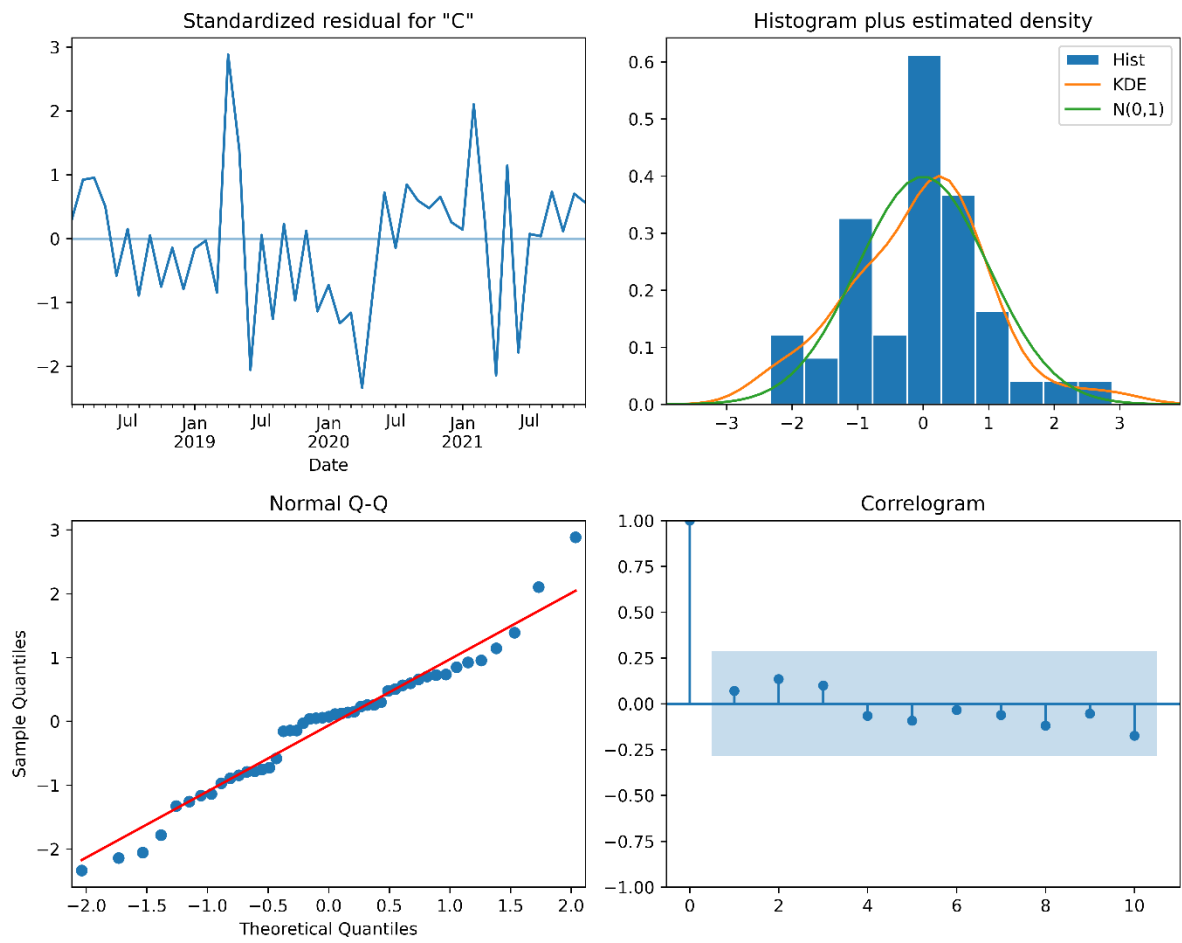 Standardized residual for "C"
3
2
1
0
−1
−2
Jul
Jan
2019
Jul
Jan
2020
Jul
Jan
2021
Jul
Date
Histogram plus estimated density
Hist
KDE
N(0,1)
0.6
0.5
0.4
0.3
0.2
0.1
0.0
−3 −2 −1 0 1 2 3
Normal Q-Q
3
2
1
0
−1
−2
Sample Quantiles
−2.0 −1.5 −1.0 −0.5 0.0 0.5 1.0 1.5 2.0
Theoretical Quantiles
Correlogram
1.00
0.75
0.50
0.25
0.00
−0.25
−0.50
−0.75
−1.00
0 2 4 6 8 10